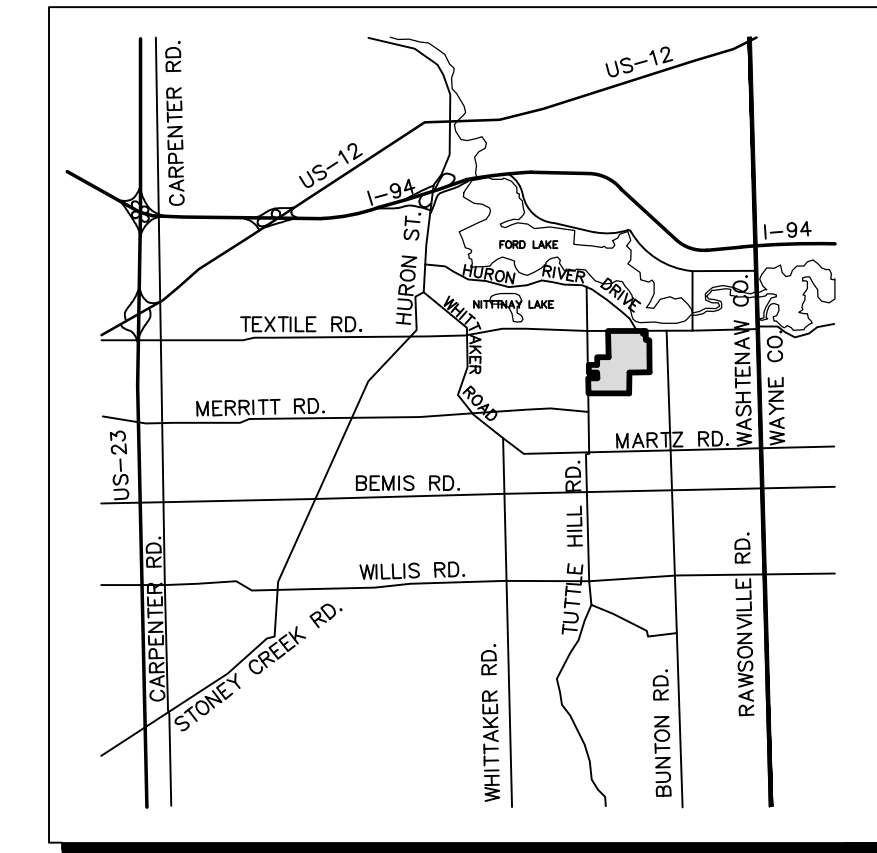 CARPENTER RD.
US-12
US-12
I-94
HURON ST.
FORD LAKE
I-94
HURON RIVER DRIVE
NITTNAY LAKE
WHITTAKER ROAD
TEXTILE RD.
WASHTENAW CO.
WAYNE CO.
MERRITT RD.
MARTZ RD.
US-23
BEMIS RD.
TUTTLE HILL RD.
WILLIS RD.
CARPENTER RD.
STONEY CREEK RD.
WHITTAKER RD.
BUNTON RD.
RAWSONVILLE RD.